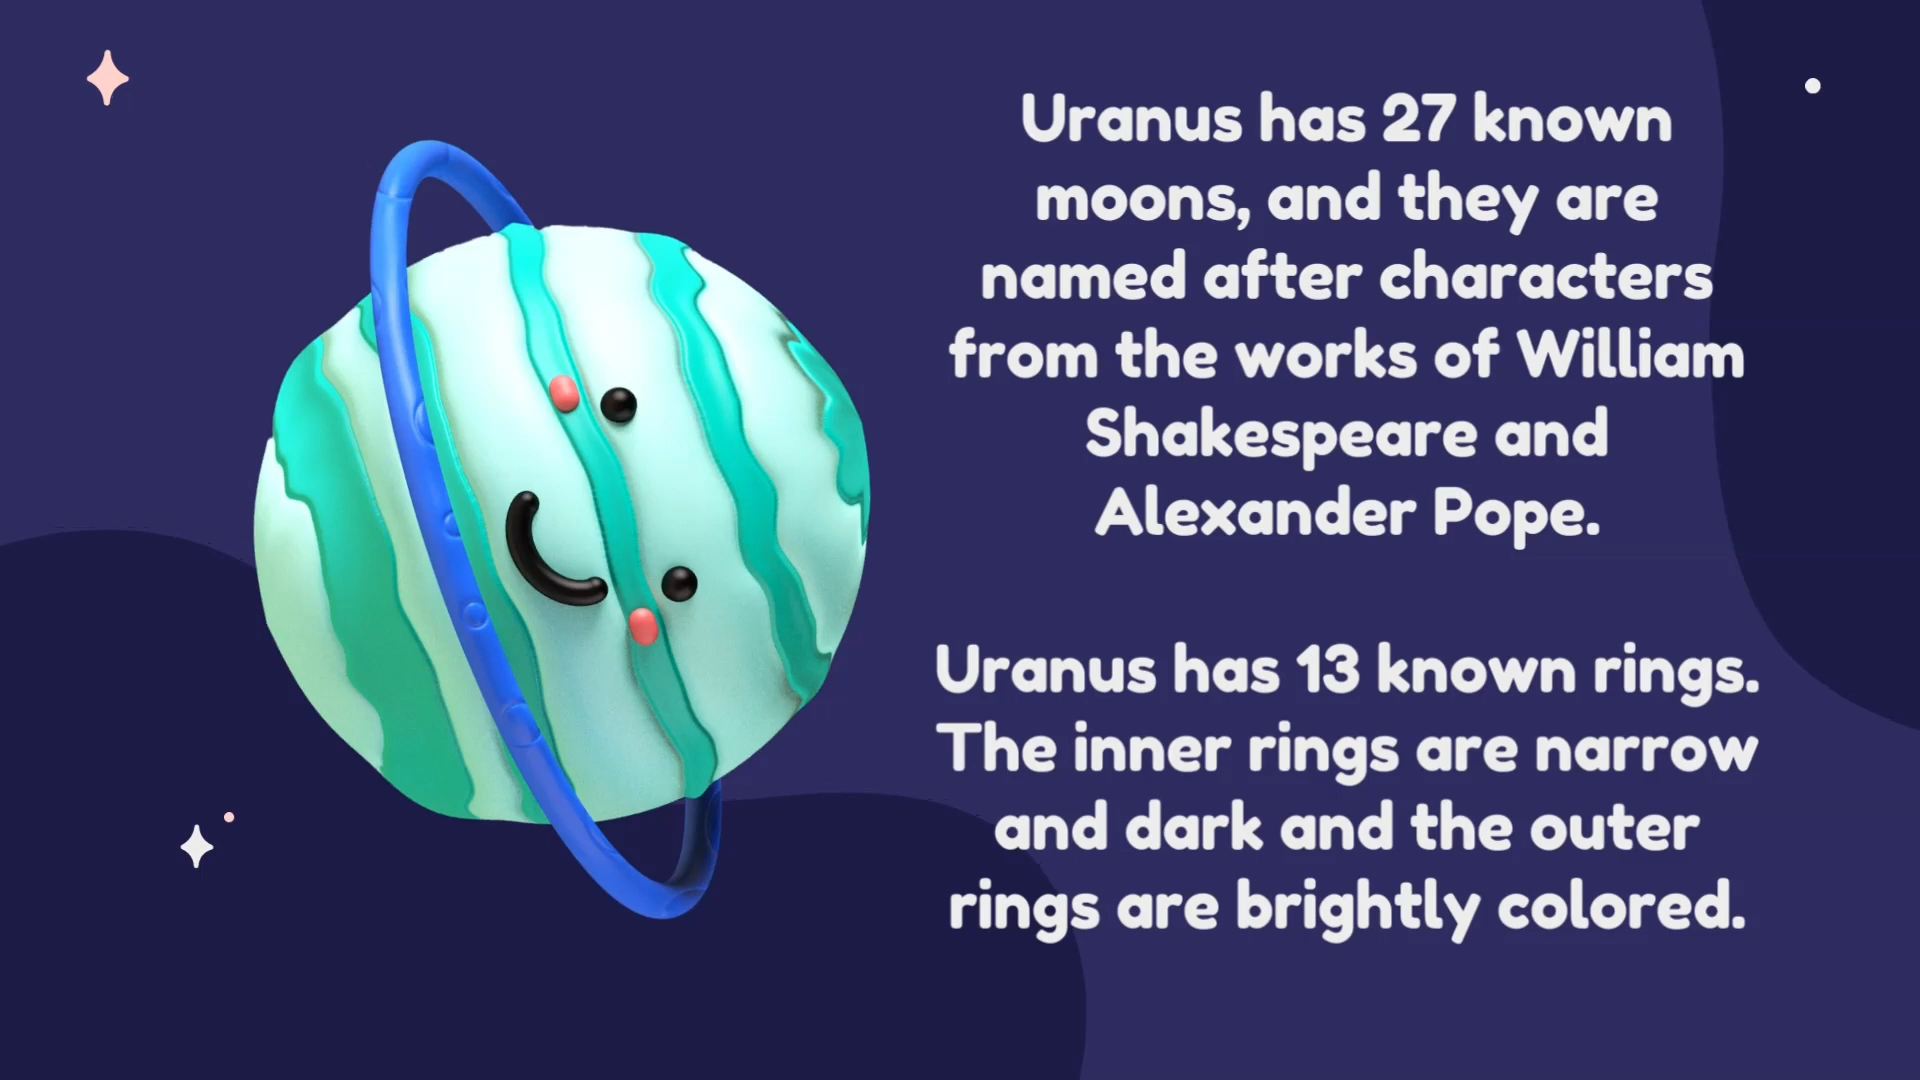 Uranus has 27 known
moons, and they are
named after characters
from the works of William
Shakespeare and
Alexander Pope.
Uranus has 13 known rings.
The inner rings are narrow
and dark and the outer
rings are brightly colored.